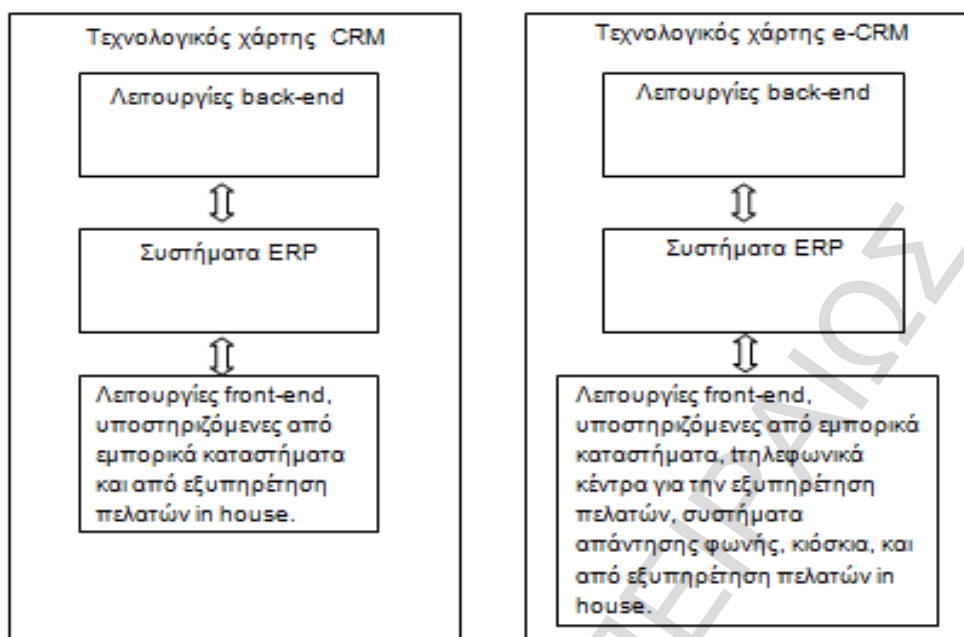 Τεχνολογικός χάρτης CRM
Λειτουργίες back-end
Συστήματα ERP
Λειτουργίες front-end,
υποστηριζόμενες από
εμπορικά καταστήματα
και από εξυπηρέτηση
πελατών in house.
Τεχνολογικός χάρτης e-CRM
Λειτουργίες back-end
Συστήματα ERP
Λειτουργίες front-end,
υποστηριζόμενες από εμπορικά
καταστήματα, tτηλεφωνικά
κέντρα για την εξυπηρέτηση
πελατών, συστήματα
απάντησης φωνής, κιόσκια, και
από εξυπηρέτηση πελατών in
house.